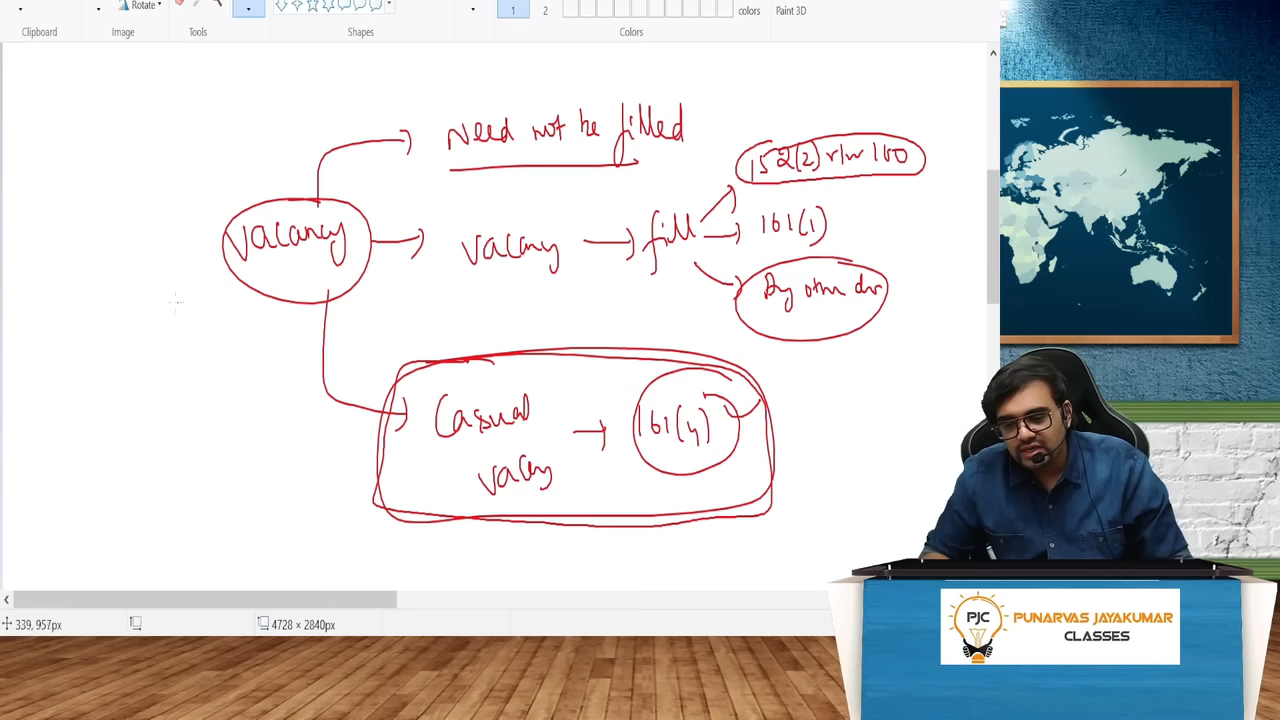 Rotate
1
2
colors
Paint 3D
Clipboard
Image
Tools
Shapes
Colors
Need not be filled
152(2) r/w 160
Vacancy
vacancy
fill
161(1)
By other dir
Casual
vacancy
161(4)
339, 957px
4728 × 2840px
PJC
PUNARVAS JAYAKUMAR
CLASSES